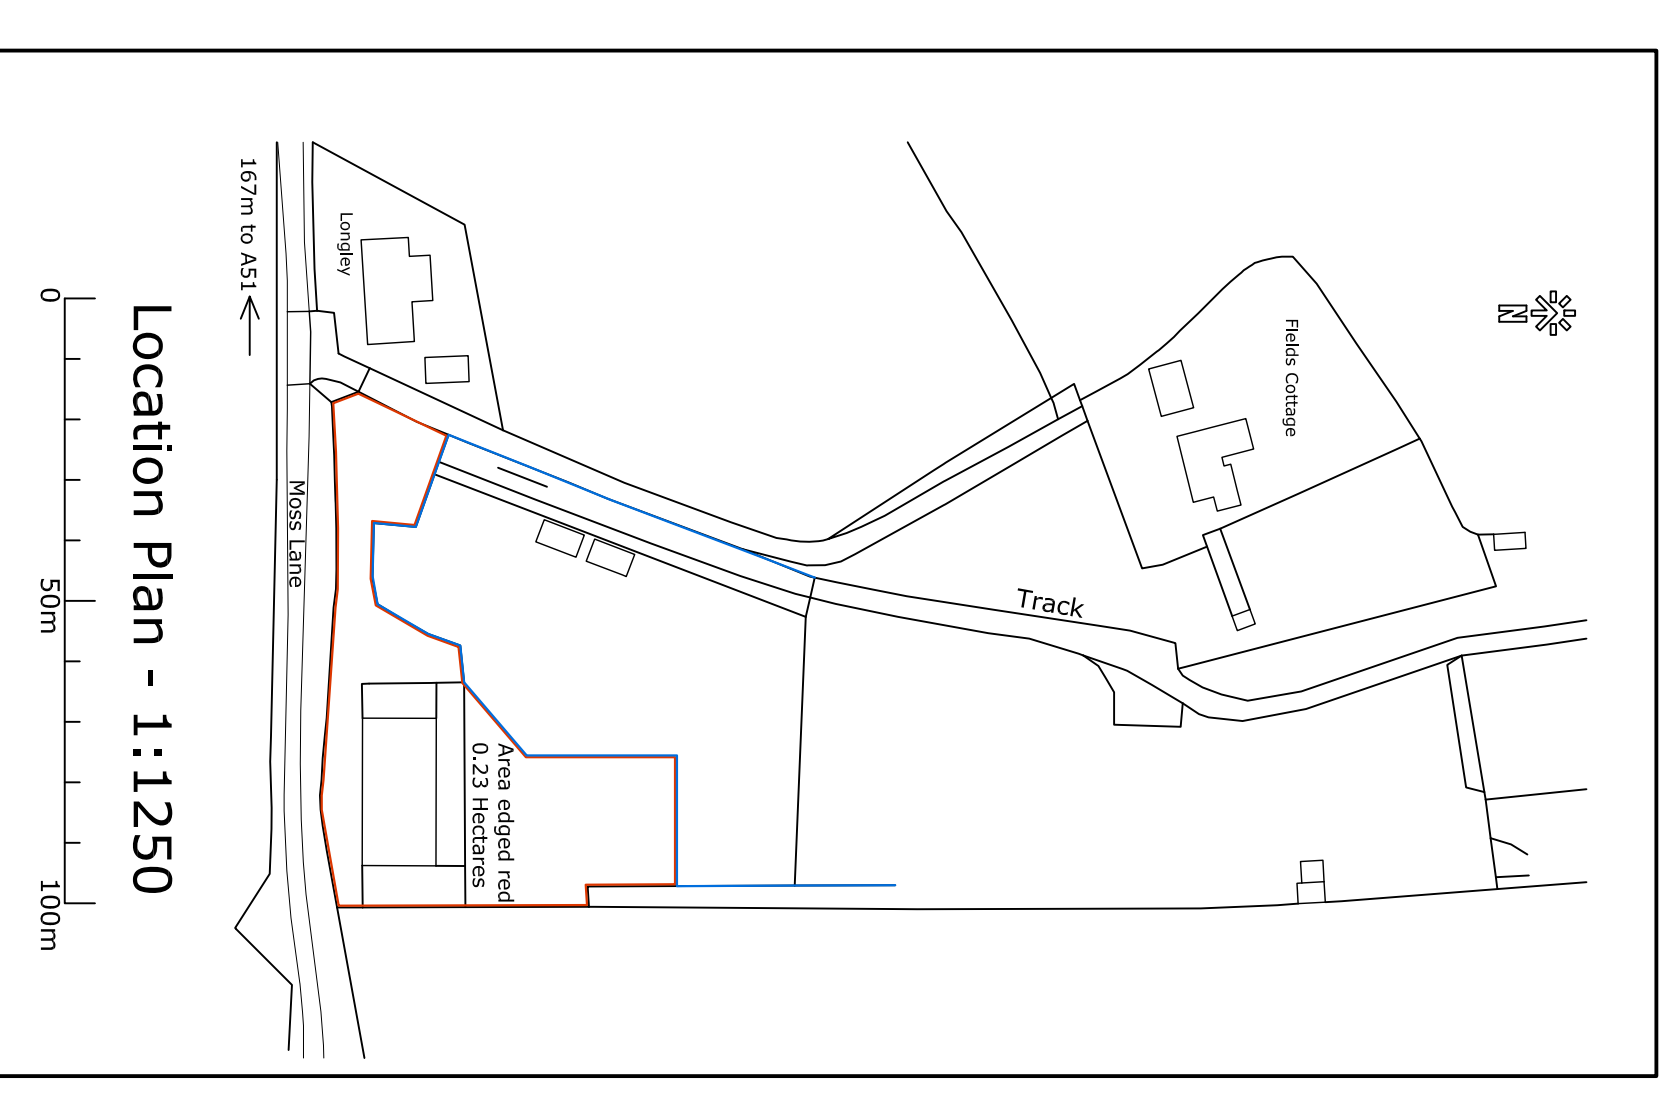 N
Fields Cottage
Track
Area edged red
0.23 Hectares
Longley
Moss Lane
167m to A51
Location Plan - 1:1250
0
50m
100m